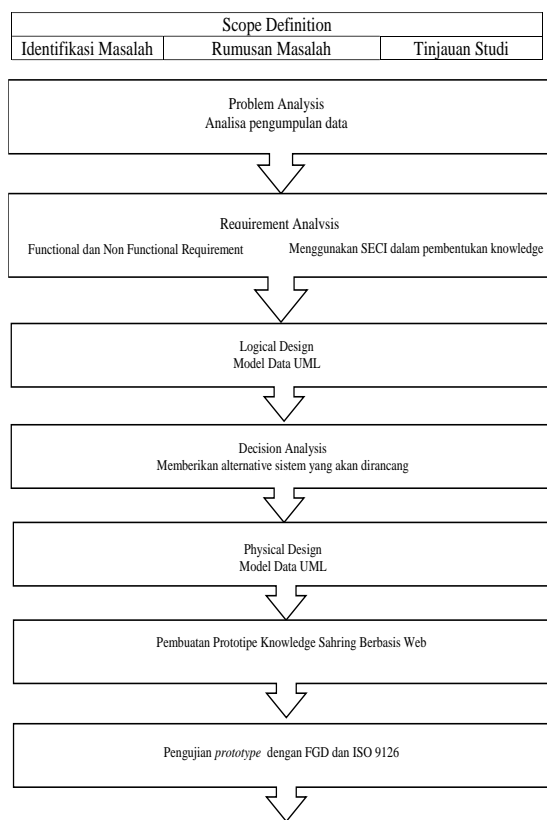 Scope Definition
Identifikasi Masalah Rumusan Masalah Tinjauan Studi
Problem Analysis
Analisa pengumpulan data
Requirement Analysis
Functional dan Non Functional Requirement Menggunakan SECI dalam pembentukan knowledge
Logical Design
Model Data UML
Decision Analysis
Memberikan alternative sistem yang akan dirancang
Physical Design
Model Data UML
Pembuatan Prototipe Knowledge Sahring Berbasis Web
Pengujian prototype dengan FGD dan ISO 9126